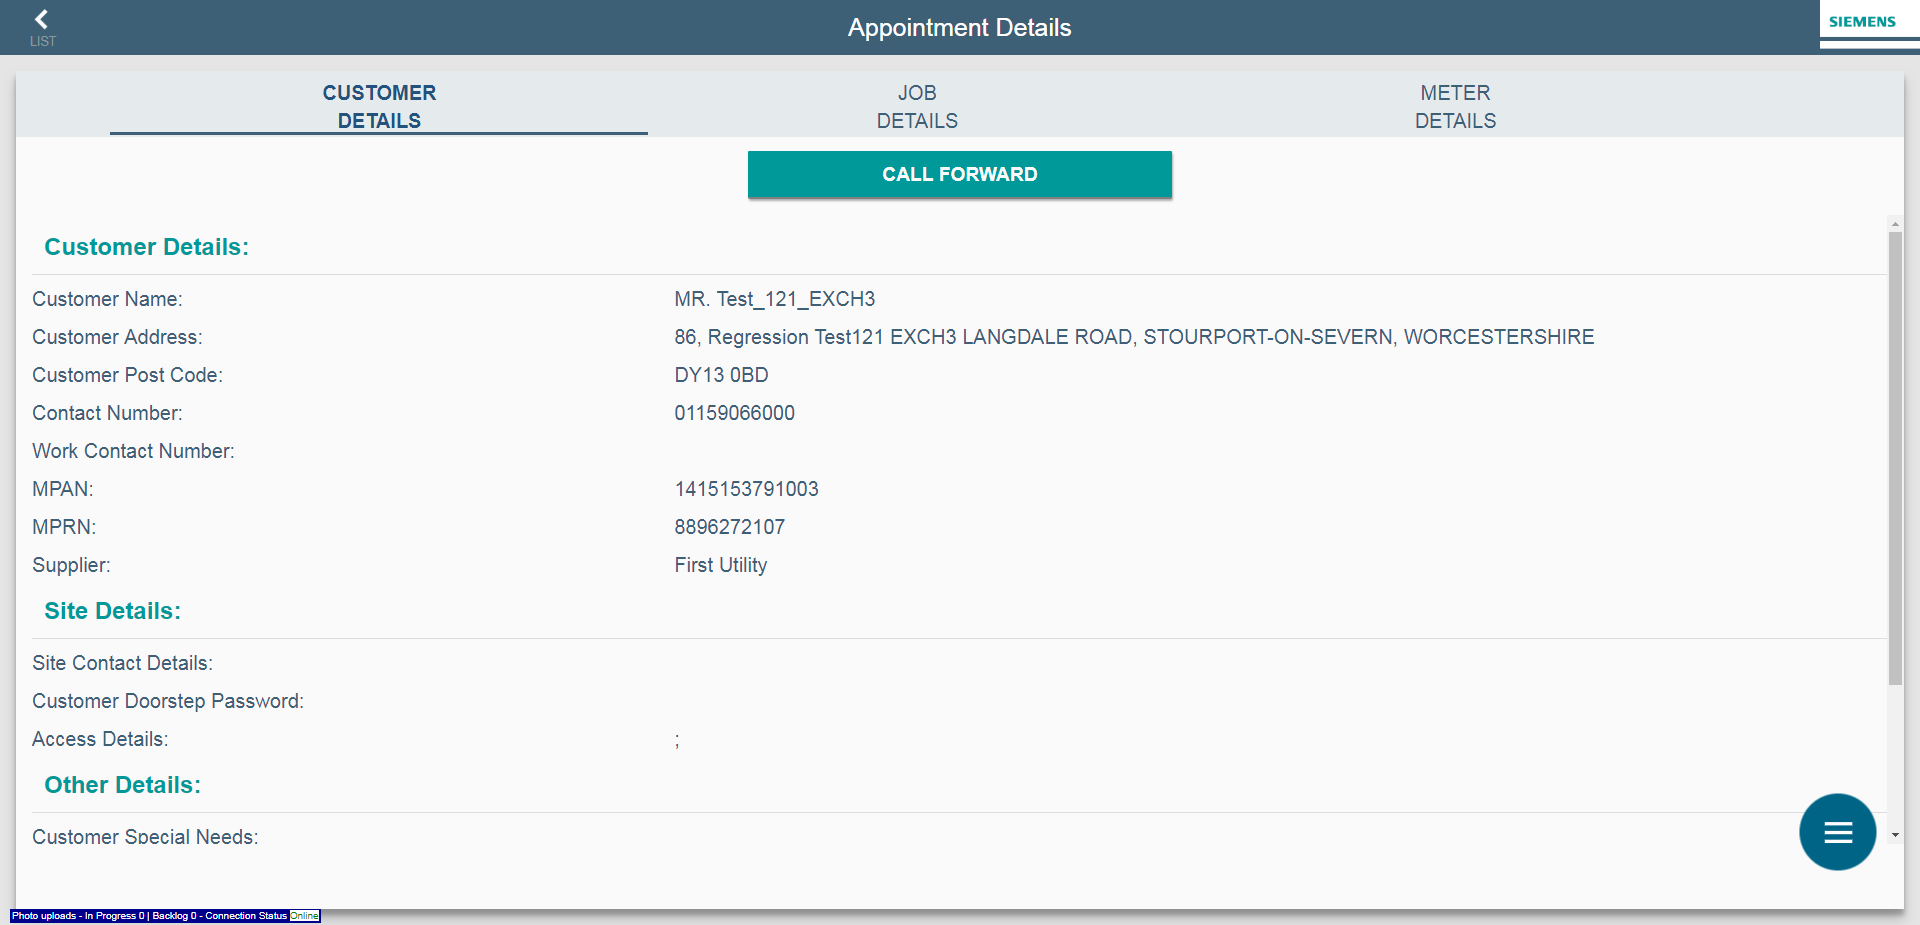 LIST
Appointment Details
SIEMENS
CUSTOMER
DETAILS
JOB
DETAILS
METER
DETAILS
CALL FORWARD
Customer Details:
Customer Name: MR. Test_121_EXCH3
Customer Address: 86, Regression Test121 EXCH3 LANGDALE ROAD, STOURPORT-ON-SEVERN, WORCESTERSHIRE
Customer Post Code: DY13 0BD
Contact Number: 01159066000
Work Contact Number:
MPAN: 1415153791003
MPRN: 8896272107
Supplier: First Utility
Site Details:
Site Contact Details:
Customer Doorstep Password:
Access Details: ;
Other Details:
Customer Special Needs:
Photo uploads - In Progress 0 | Backlog 0 - Connection Status Online